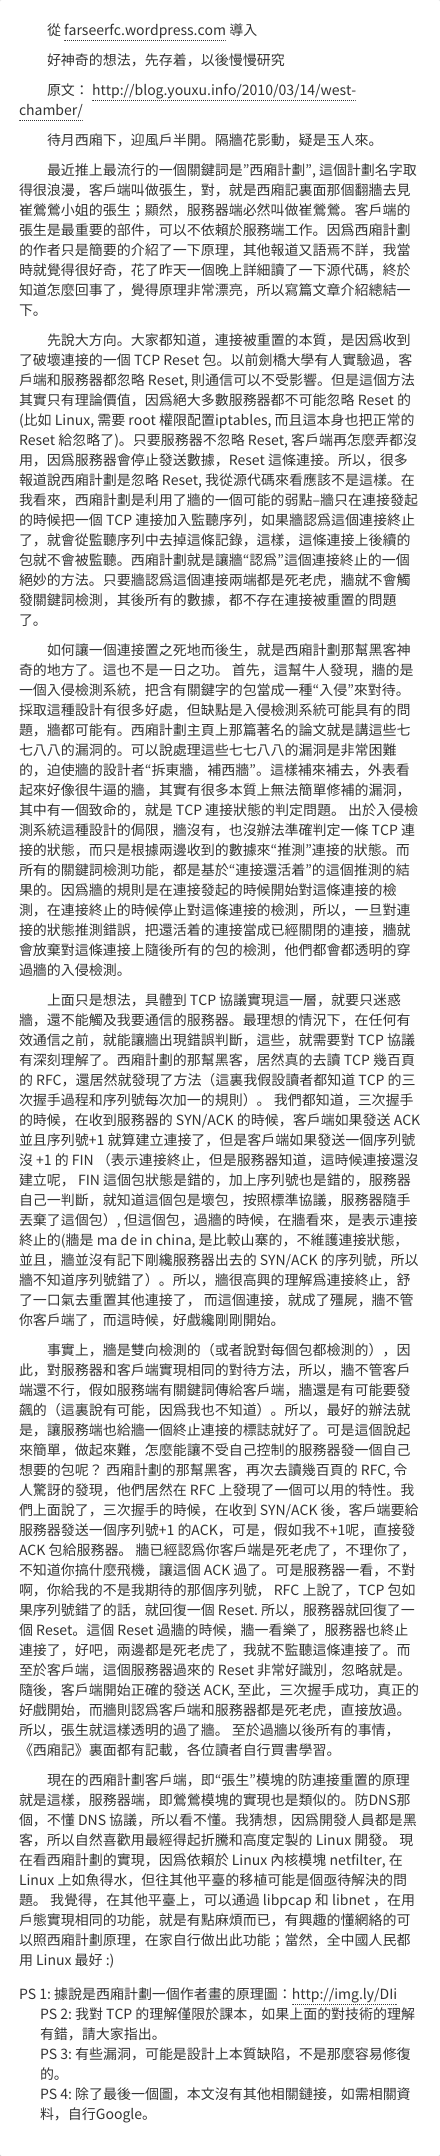 從 farseerfc.wordpress.com 導入
好神奇的想法，先存着，以後慢慢研究
原文： http://blog.youxu.info/2010/03/14/west-
chamber/
待月西廂下，迎風戶半開。隔牆花影動，疑是玉人來。
最近推上最流行的一個關鍵詞是”西廂計劃”, 這個計劃名字取
得很浪漫，客戶端叫做張生，對，就是西廂記裏面那個翻牆去見
崔鶯鶯小姐的張生；顯然，服務器端必然叫做崔鶯鶯。客戶端的
張生是最重要的部件，可以不依賴於服務端工作。因爲西廂計劃
的作者只是簡要的介紹了一下原理，其他報道又語焉不詳，我當
時就覺得很好奇，花了昨天一個晚上詳細讀了一下源代碼，終於
知道怎麼回事了，覺得原理非常漂亮，所以寫篇文章介紹總結一
下。
先說大方向。大家都知道，連接被重置的本質，是因爲收到
了破壞連接的一個 TCP Reset 包。以前劍橋大學有人實驗過，客
戶端和服務器都忽略 Reset, 則通信可以不受影響。但是這個方法
其實只有理論價值，因爲絕大多數服務器都不可能忽略 Reset 的
(比如 Linux, 需要 root 權限配置iptables, 而且這本身也把正常的
Reset 給忽略了)。只要服務器不忽略 Reset, 客戶端再怎麼弄都沒
用，因爲服務器會停止發送數據，Reset 這條連接。所以，很多
報道說西廂計劃是忽略 Reset, 我從源代碼來看應該不是這樣。在
我看來，西廂計劃是利用了牆的一個可能的弱點–牆只在連接發起
的時候把一個 TCP 連接加入監聽序列，如果牆認爲這個連接終止
了，就會從監聽序列中去掉這條記錄，這樣，這條連接上後續的
包就不會被監聽。西廂計劃就是讓牆“認爲”這個連接終止的一個
絕妙的方法。只要牆認爲這個連接兩端都是死老虎，牆就不會觸
發關鍵詞檢測，其後所有的數據，都不存在連接被重置的問題
了。
如何讓一個連接置之死地而後生，就是西廂計劃那幫黑客神
奇的地方了。這也不是一日之功。 首先，這幫牛人發現，牆的是
一個入侵檢測系統，把含有關鍵字的包當成一種“入侵”來對待。
採取這種設計有很多好處，但缺點是入侵檢測系統可能具有的問
題，牆都可能有。西廂計劃主頁上那篇著名的論文就是講這些七
七八八的漏洞的。可以說處理這些七七八八的漏洞是非常困難
的，迫使牆的設計者“拆東牆，補西牆”。這樣補來補去，外表看
起來好像很牛逼的牆，其實有很多本質上無法簡單修補的漏洞，
其中有一個致命的，就是 TCP 連接狀態的判定問題。 出於入侵檢
測系統這種設計的侷限，牆沒有，也沒辦法準確判定一條 TCP 連
接的狀態，而只是根據兩邊收到的數據來“推測”連接的狀態。而
所有的關鍵詞檢測功能，都是基於“連接還活着”的這個推測的結
果的。因爲牆的規則是在連接發起的時候開始對這條連接的檢
測，在連接終止的時候停止對這條連接的檢測，所以，一旦對連
接的狀態推測錯誤，把還活着的連接當成已經關閉的連接，牆就
會放棄對這條連接上隨後所有的包的檢測，他們都會都透明的穿
過牆的入侵檢測。
上面只是想法，具體到 TCP 協議實現這一層，就要只迷惑
牆，還不能觸及我要通信的服務器。最理想的情況下，在任何有
效通信之前，就能讓牆出現錯誤判斷，這些，就需要對 TCP 協議
有深刻理解了。西廂計劃的那幫黑客，居然真的去讀 TCP 幾百頁
的 RFC，還居然就發現了方法（這裏我假設讀者都知道 TCP 的三
次握手過程和序列號每次加一的規則）。 我們都知道，三次握手
的時候，在收到服務器的 SYN/ACK 的時候，客戶端如果發送 ACK
並且序列號+1 就算建立連接了，但是客戶端如果發送一個序列號
沒 +1 的 FIN （表示連接終止，但是服務器知道，這時候連接還沒
建立呢， FIN 這個包狀態是錯的，加上序列號也是錯的，服務器
自己一判斷，就知道這個包是壞包，按照標準協議，服務器隨手
丟棄了這個包）, 但這個包，過牆的時候，在牆看來，是表示連接
終止的(牆是 ma de in china, 是比較山寨的，不維護連接狀態，
並且，牆並沒有記下剛纔服務器出去的 SYN/ACK 的序列號，所以
牆不知道序列號錯了）。所以，牆很高興的理解爲連接終止，舒
了一口氣去重置其他連接了， 而這個連接，就成了殭屍，牆不管
你客戶端了，而這時候，好戲纔剛剛開始。
事實上，牆是雙向檢測的（或者說對每個包都檢測的），因
此，對服務器和客戶端實現相同的對待方法，所以，牆不管客戶
端還不行，假如服務端有關鍵詞傳給客戶端，牆還是有可能要發
飆的（這裏說有可能，因爲我也不知道）。所以，最好的辦法就
是，讓服務端也給牆一個終止連接的標誌就好了。可是這個說起
來簡單，做起來難，怎麼能讓不受自己控制的服務器發一個自己
想要的包呢？ 西廂計劃的那幫黑客，再次去讀幾百頁的 RFC, 令
人驚訝的發現，他們居然在 RFC 上發現了一個可以用的特性。我
們上面說了，三次握手的時候，在收到 SYN/ACK 後，客戶端要給
服務器發送一個序列號+1 的ACK，可是，假如我不+1呢，直接發
ACK 包給服務器。 牆已經認爲你客戶端是死老虎了，不理你了，
不知道你搞什麼飛機，讓這個 ACK 過了。可是服務器一看，不對
啊，你給我的不是我期待的那個序列號， RFC 上說了，TCP 包如
果序列號錯了的話，就回復一個 Reset. 所以，服務器就回復了一
個 Reset。這個 Reset 過牆的時候，牆一看樂了，服務器也終止
連接了，好吧，兩邊都是死老虎了，我就不監聽這條連接了。而
至於客戶端，這個服務器過來的 Reset 非常好識別，忽略就是。
隨後，客戶端開始正確的發送 ACK, 至此，三次握手成功，真正的
好戲開始，而牆則認爲客戶端和服務器都是死老虎，直接放過。
所以，張生就這樣透明的過了牆。 至於過牆以後所有的事情，
《西廂記》裏面都有記載，各位讀者自行買書學習。
現在的西廂計劃客戶端，即“張生”模塊的防連接重置的原理
就是這樣，服務器端，即鶯鶯模塊的實現也是類似的。防DNS那
個，不懂 DNS 協議，所以看不懂。我猜想，因爲開發人員都是黑
客，所以自然喜歡用最經得起折騰和高度定製的 Linux 開發。 現
在看西廂計劃的實現，因爲依賴於 Linux 內核模塊 netfilter, 在
Linux 上如魚得水，但往其他平臺的移植可能是個亟待解決的問
題。 我覺得，在其他平臺上，可以通過 libpcap 和 libnet ，在用
戶態實現相同的功能，就是有點麻煩而已，有興趣的懂網絡的可
以照西廂計劃原理，在家自行做出此功能；當然，全中國人民都
用 Linux 最好 :)
PS 1: 據說是西廂計劃一個作者畫的原理圖：http://img.ly/DIi
PS 2: 我對 TCP 的理解僅限於課本，如果上面的對技術的理解
有錯，請大家指出。
PS 3: 有些漏洞，可能是設計上本質缺陷，不是那麼容易修復
的。
PS 4: 除了最後一個圖，本文沒有其他相關鏈接，如需相關資
料，自行Google。